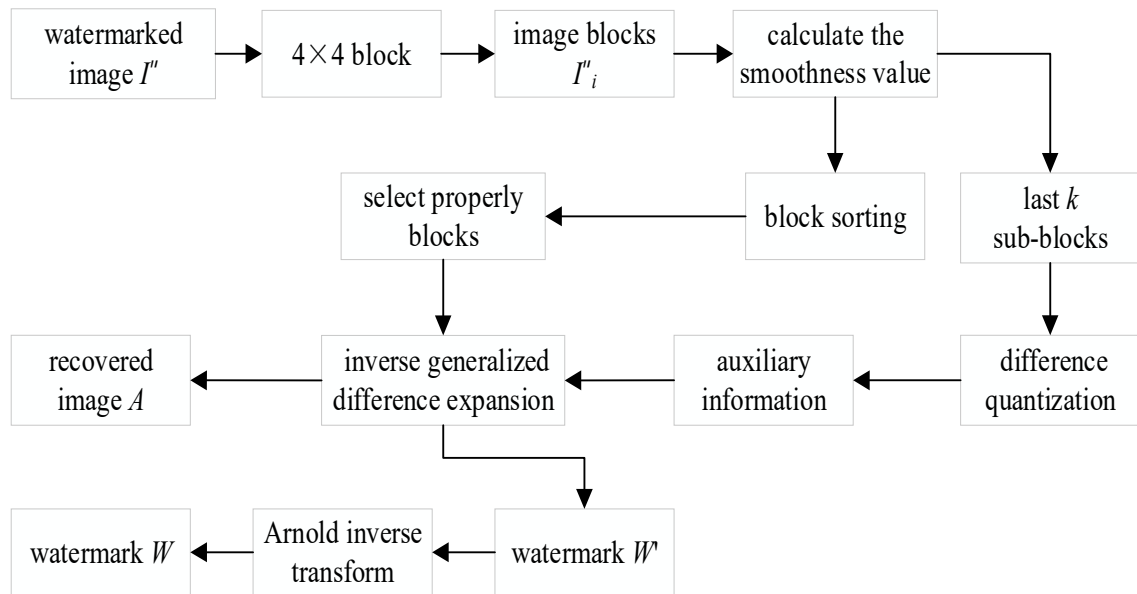 watermarked
image I″
4×4 block
image blocks
I″i
calculate the
smoothness value
select properly
blocks
block sorting
last k
sub-blocks
recovered
image A
inverse generalized
difference expansion
auxiliary
information
difference
quantization
watermark W
Arnold inverse
transform
watermark W'